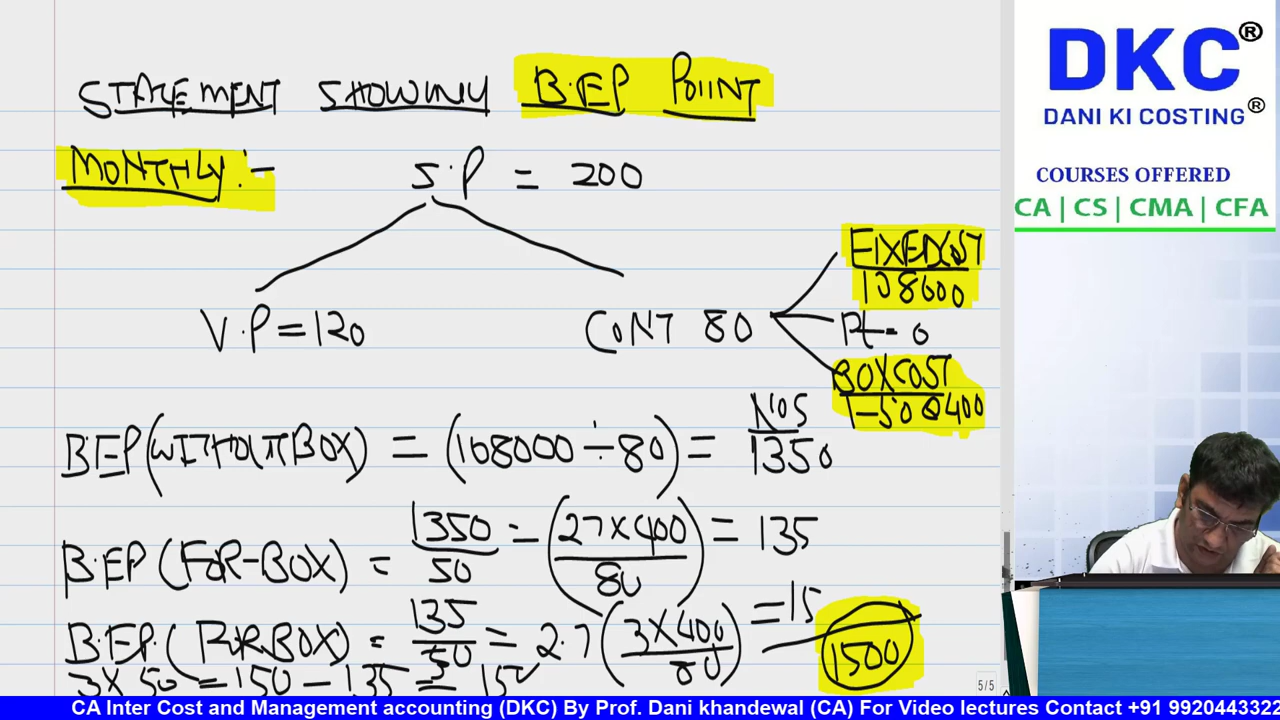 STATEMENT SHOWING B.EP POINT
MONTHLY :-
S.P = 200
V.P = 120
CONT 80
FIXED COST
108000
Pt = 0
BOX COST
1-50 @ 400
NOS
BEP (WITHOUT BOX) = (108000 ÷ 80) = 1350
B.EP (FOR-BOX) = 1350/50 = (27 x 400/80) = 135
B.EP. (FOR.BOX) = 135/50 = 2.7 (3 x 400/80) = 15
1500
3 x 50 = 150 - 135 = 15
5/5
DKC®
DANI KI COSTING®
COURSES OFFERED
CA | CS | CMA | CFA
CA Inter Cost and Management accounting (DKC) By Prof. Dani khandewal (CA) For Video lectures Contact +91 9920443322